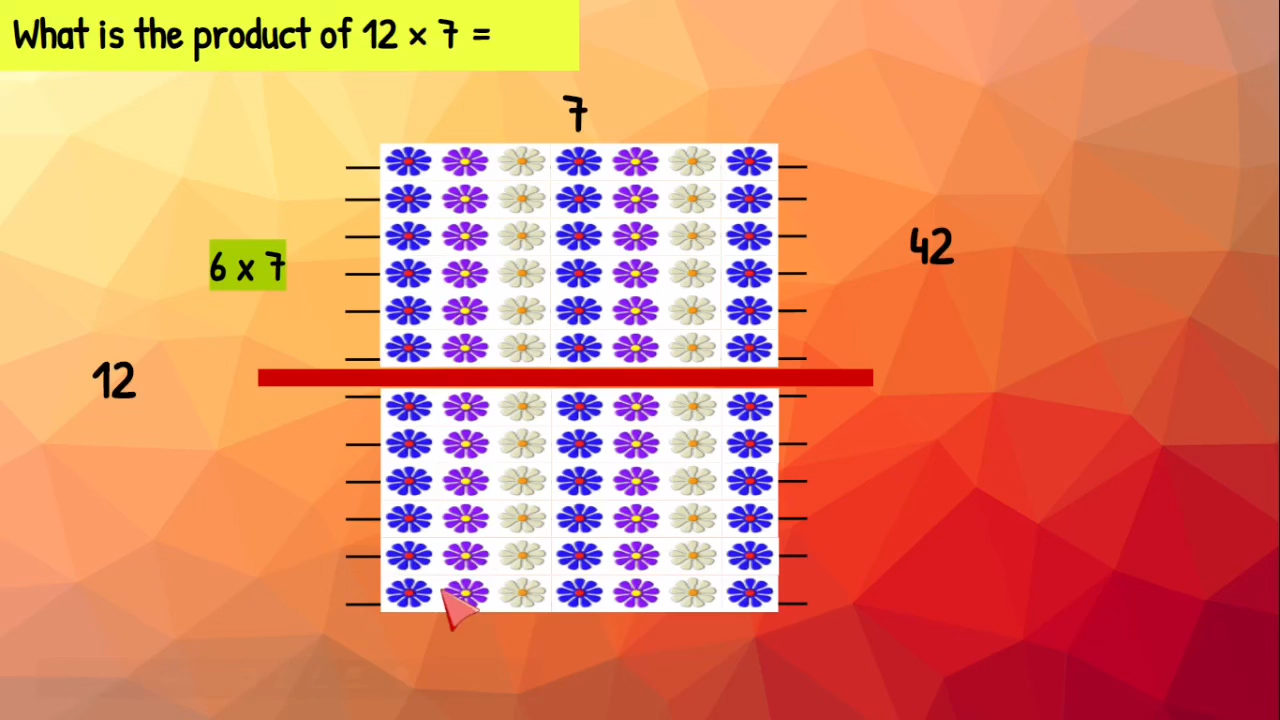 What is the product of 12 × 7 =
7
6 x 7
42
12